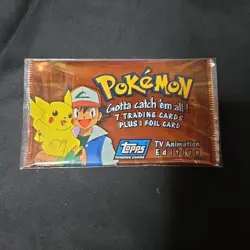 POKéMON
Gotta catch 'em all!
7 TRADING CARDS
PLUS 1 FOIL CARD
Topps
TRADING CARDS
TV Animation
Edition